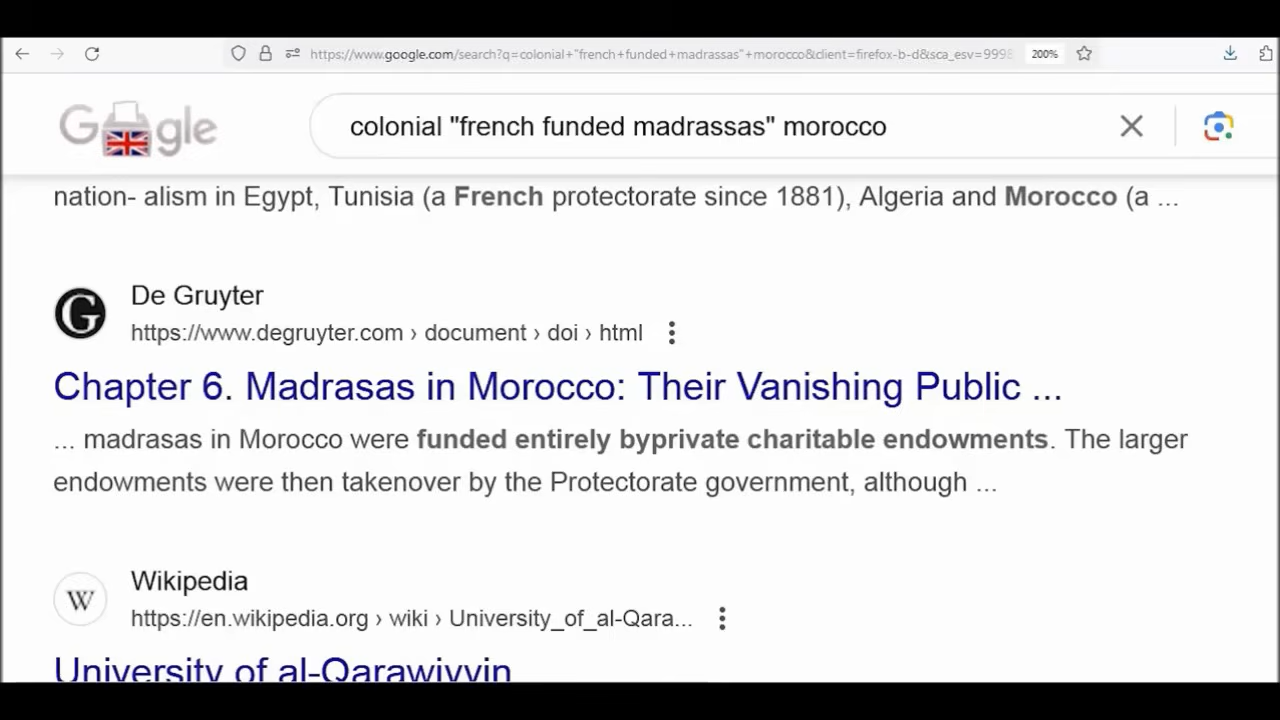 https://www.google.com/search?q=colonial+"french+funded+madrassas"+morocco&client=firefox-b-d&sca_esv=9998
200%
G gle
colonial "french funded madrassas" morocco
nation- alism in Egypt, Tunisia (a French protectorate since 1881), Algeria and Morocco (a ...
G
De Gruyter
https://www.degruyter.com › document › doi › html
Chapter 6. Madrasas in Morocco: Their Vanishing Public ...
... madrasas in Morocco were funded entirely byprivate charitable endowments. The larger
endowments were then takenover by the Protectorate government, although ...
W
Wikipedia
https://en.wikipedia.org › wiki › University_of_al-Qara...
University of al-Qarawiyyin